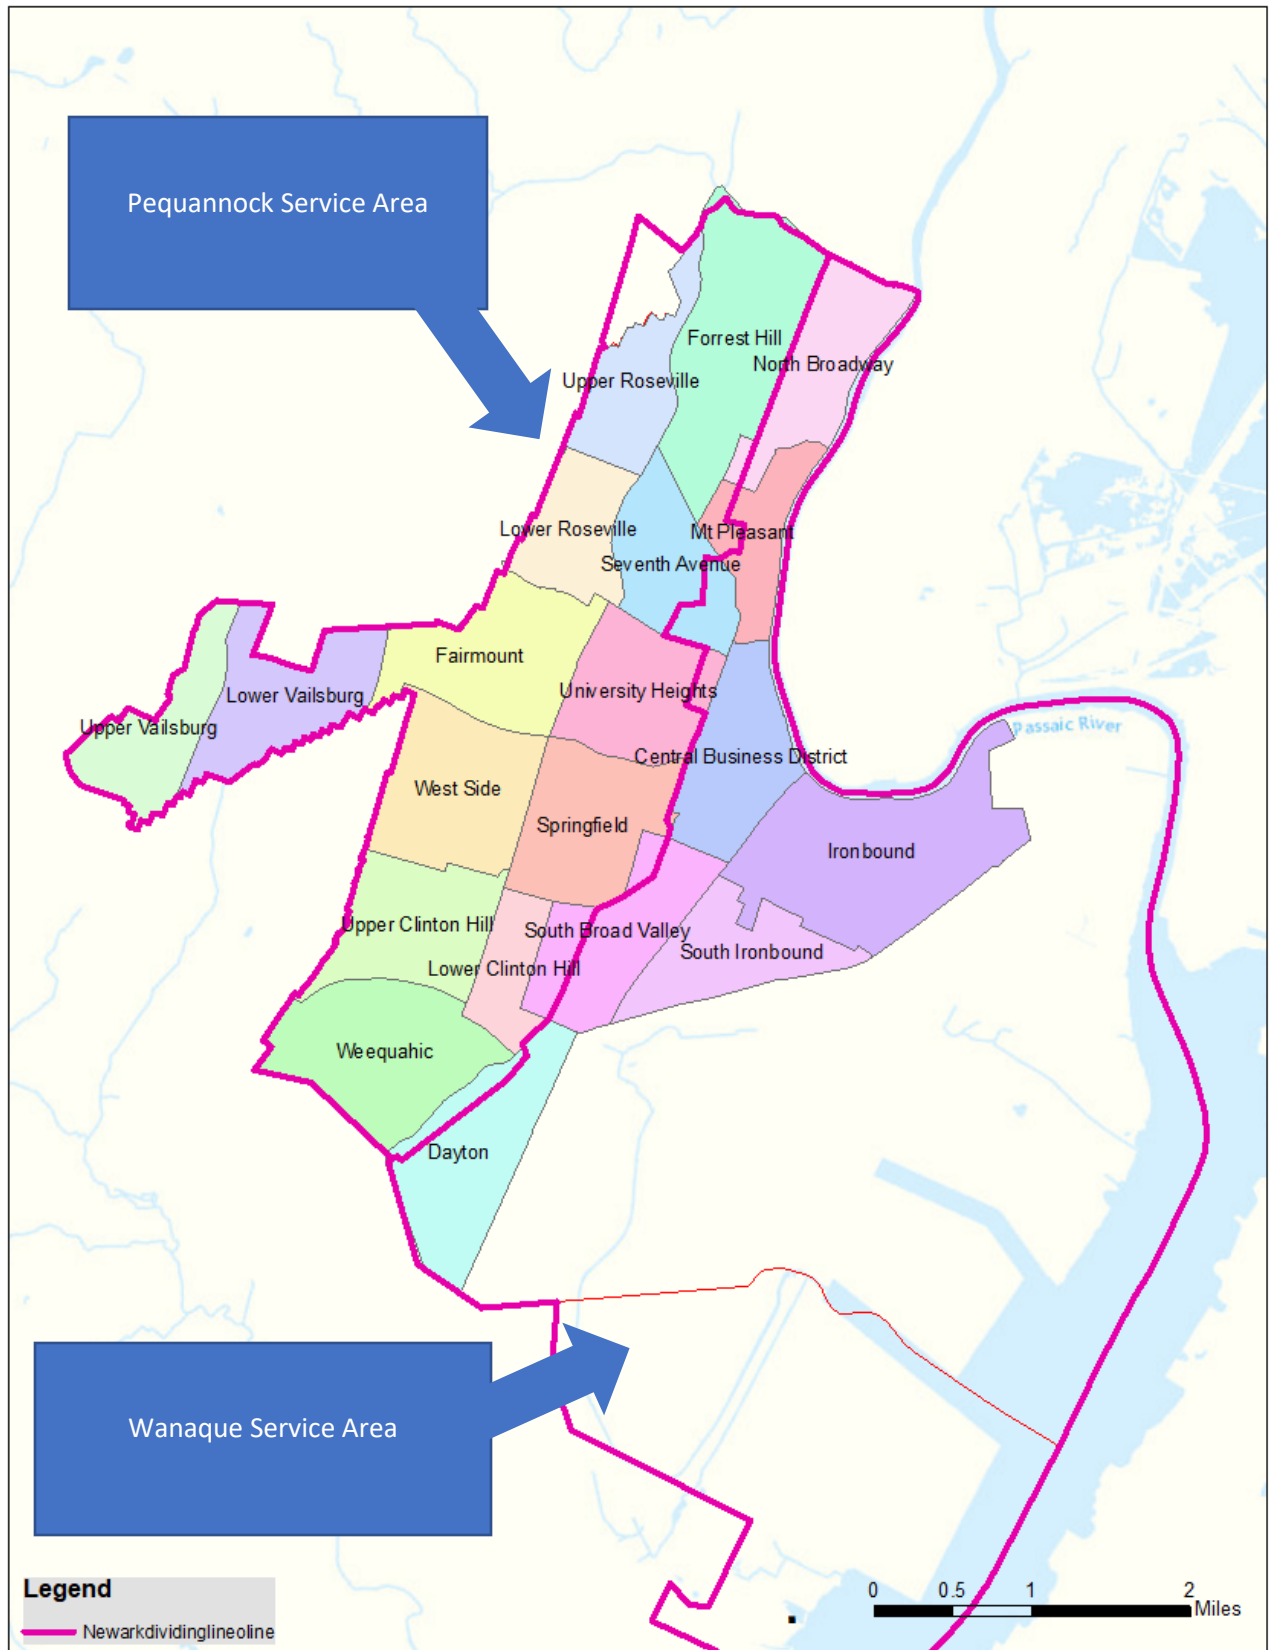 Pequannock Service Area
Forrest Hill
North Broadway
Upper Roseville
Lower Roseville
Mt Pleasant
Seventh Avenue
Fairmount
University Heights
Lower Vailsburg
Upper Vailsburg
Passaic River
Central Business District
West Side
Springfield
Ironbound
Upper Clinton Hill
South Broad Valley
South Ironbound
Lower Clinton Hill
Weequahic
Dayton
Wanaque Service Area
Legend
Newarkdividinglineoline
0 0.5 1 2
Miles